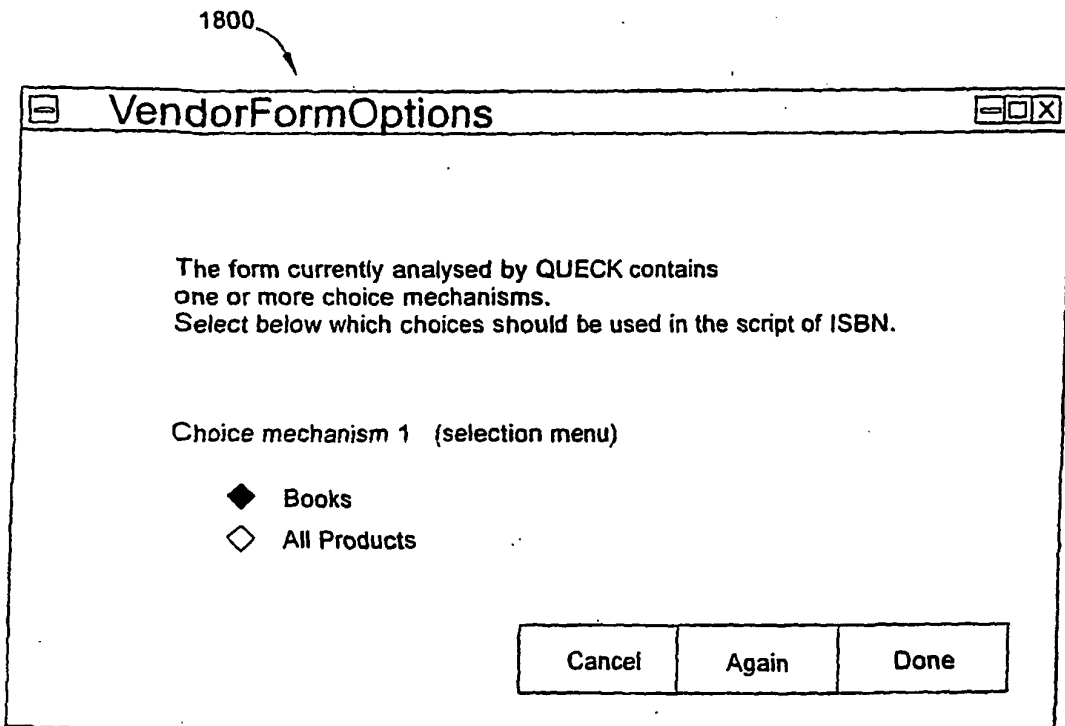 1800
VendorFormOptions
The form currently analysed by QUECK contains
one or more choice mechanisms.
Select below which choices should be used in the script of ISBN.
Choice mechanism 1 (selection menu)
Books
All Products
Cancel Again Done